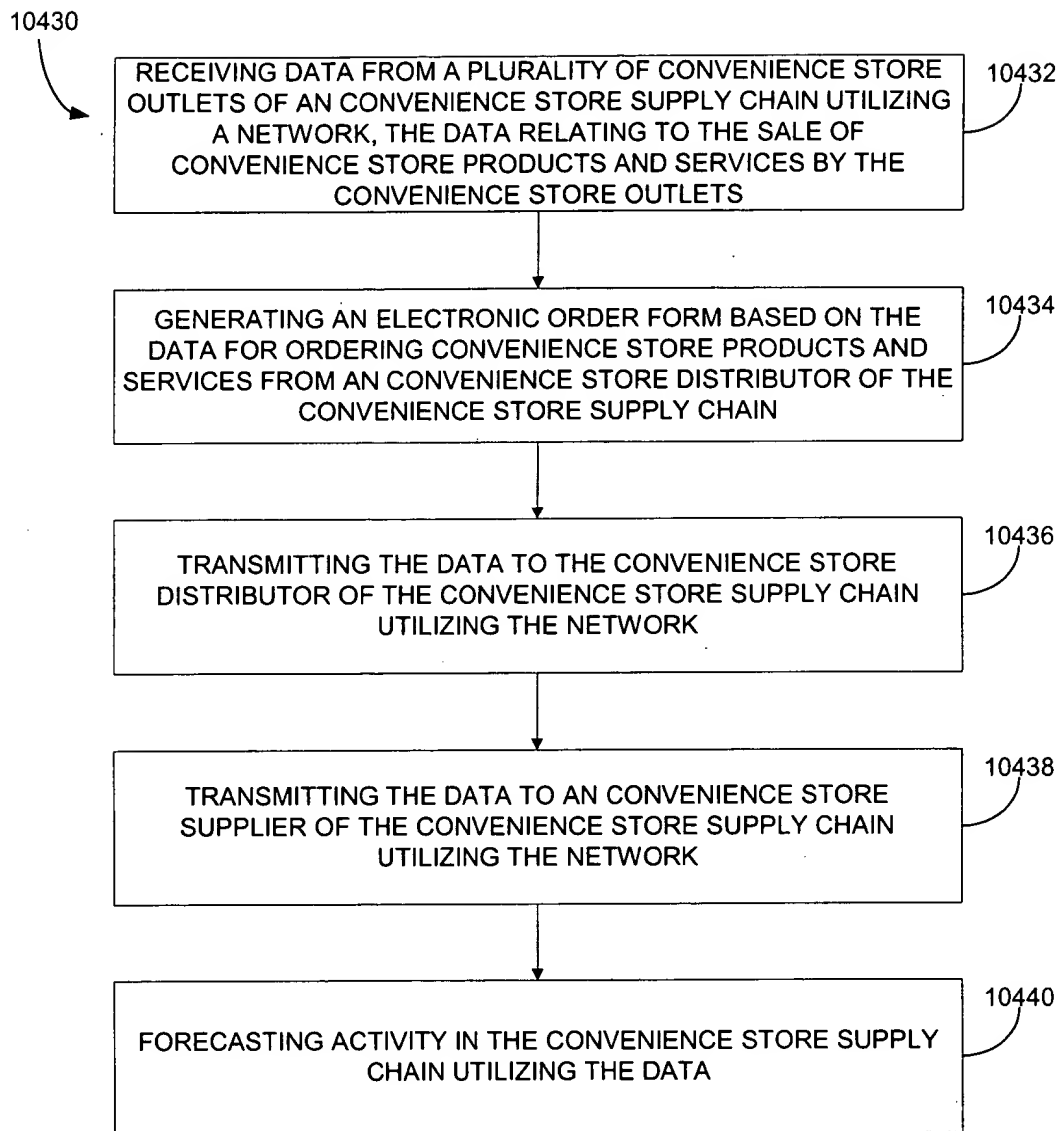 10430
RECEIVING DATA FROM A PLURALITY OF CONVENIENCE STORE
OUTLETS OF AN CONVENIENCE STORE SUPPLY CHAIN UTILIZING
A NETWORK, THE DATA RELATING TO THE SALE OF
CONVENIENCE STORE PRODUCTS AND SERVICES BY THE
CONVENIENCE STORE OUTLETS
10432
GENERATING AN ELECTRONIC ORDER FORM BASED ON THE
DATA FOR ORDERING CONVENIENCE STORE PRODUCTS AND
SERVICES FROM AN CONVENIENCE STORE DISTRIBUTOR OF THE
CONVENIENCE STORE SUPPLY CHAIN
10434
TRANSMITTING THE DATA TO THE CONVENIENCE STORE
DISTRIBUTOR OF THE CONVENIENCE STORE SUPPLY CHAIN
UTILIZING THE NETWORK
10436
TRANSMITTING THE DATA TO AN CONVENIENCE STORE
SUPPLIER OF THE CONVENIENCE STORE SUPPLY CHAIN
UTILIZING THE NETWORK
10438
FORECASTING ACTIVITY IN THE CONVENIENCE STORE SUPPLY
CHAIN UTILIZING THE DATA
10440